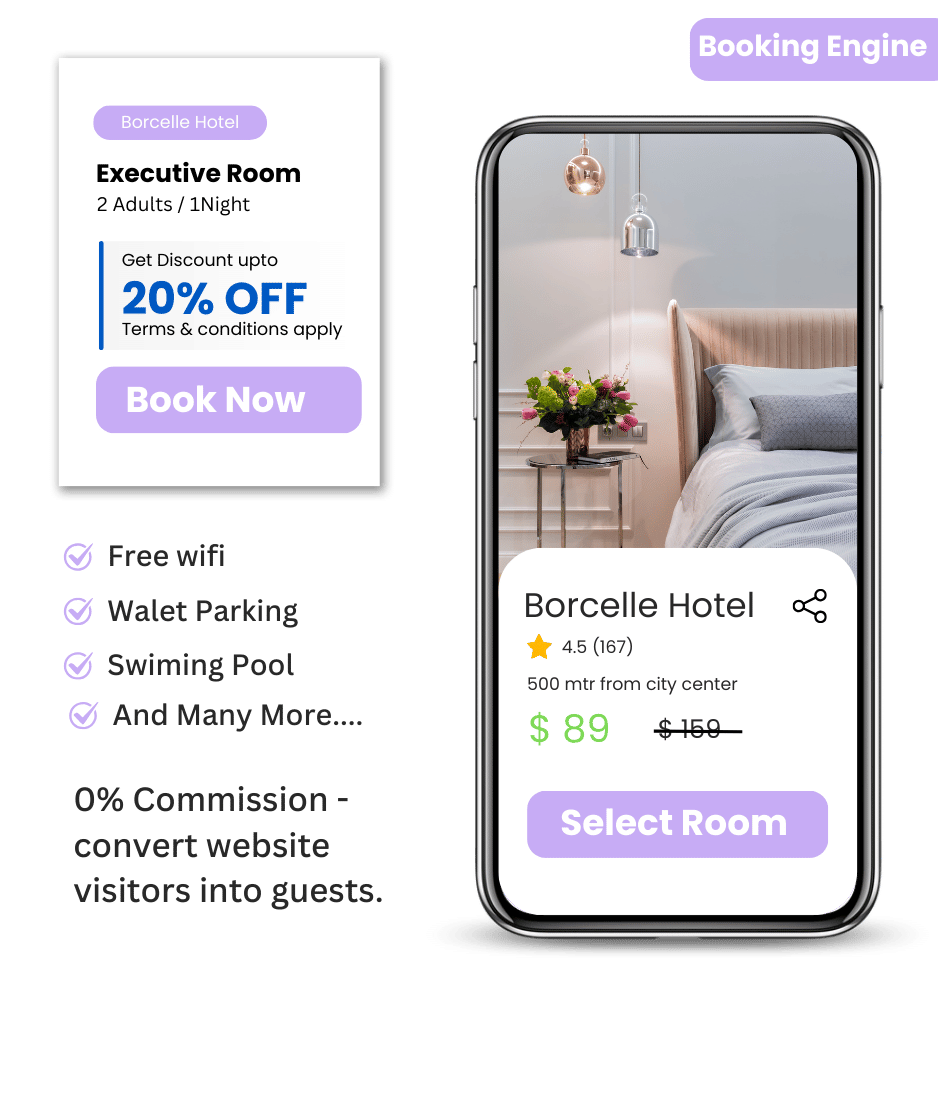 Booking Engine
Borcelle Hotel
Executive Room
2 Adults / 1Night
Get Discount upto
20% OFF
Terms & conditions apply
Book Now
Free wifi
Walet Parking
Swiming Pool
And Many More....
0% Commission -
convert website
visitors into guests.
Borcelle Hotel
4.5 (167)
500 mtr from city center
$ 89
$ 159
Select Room